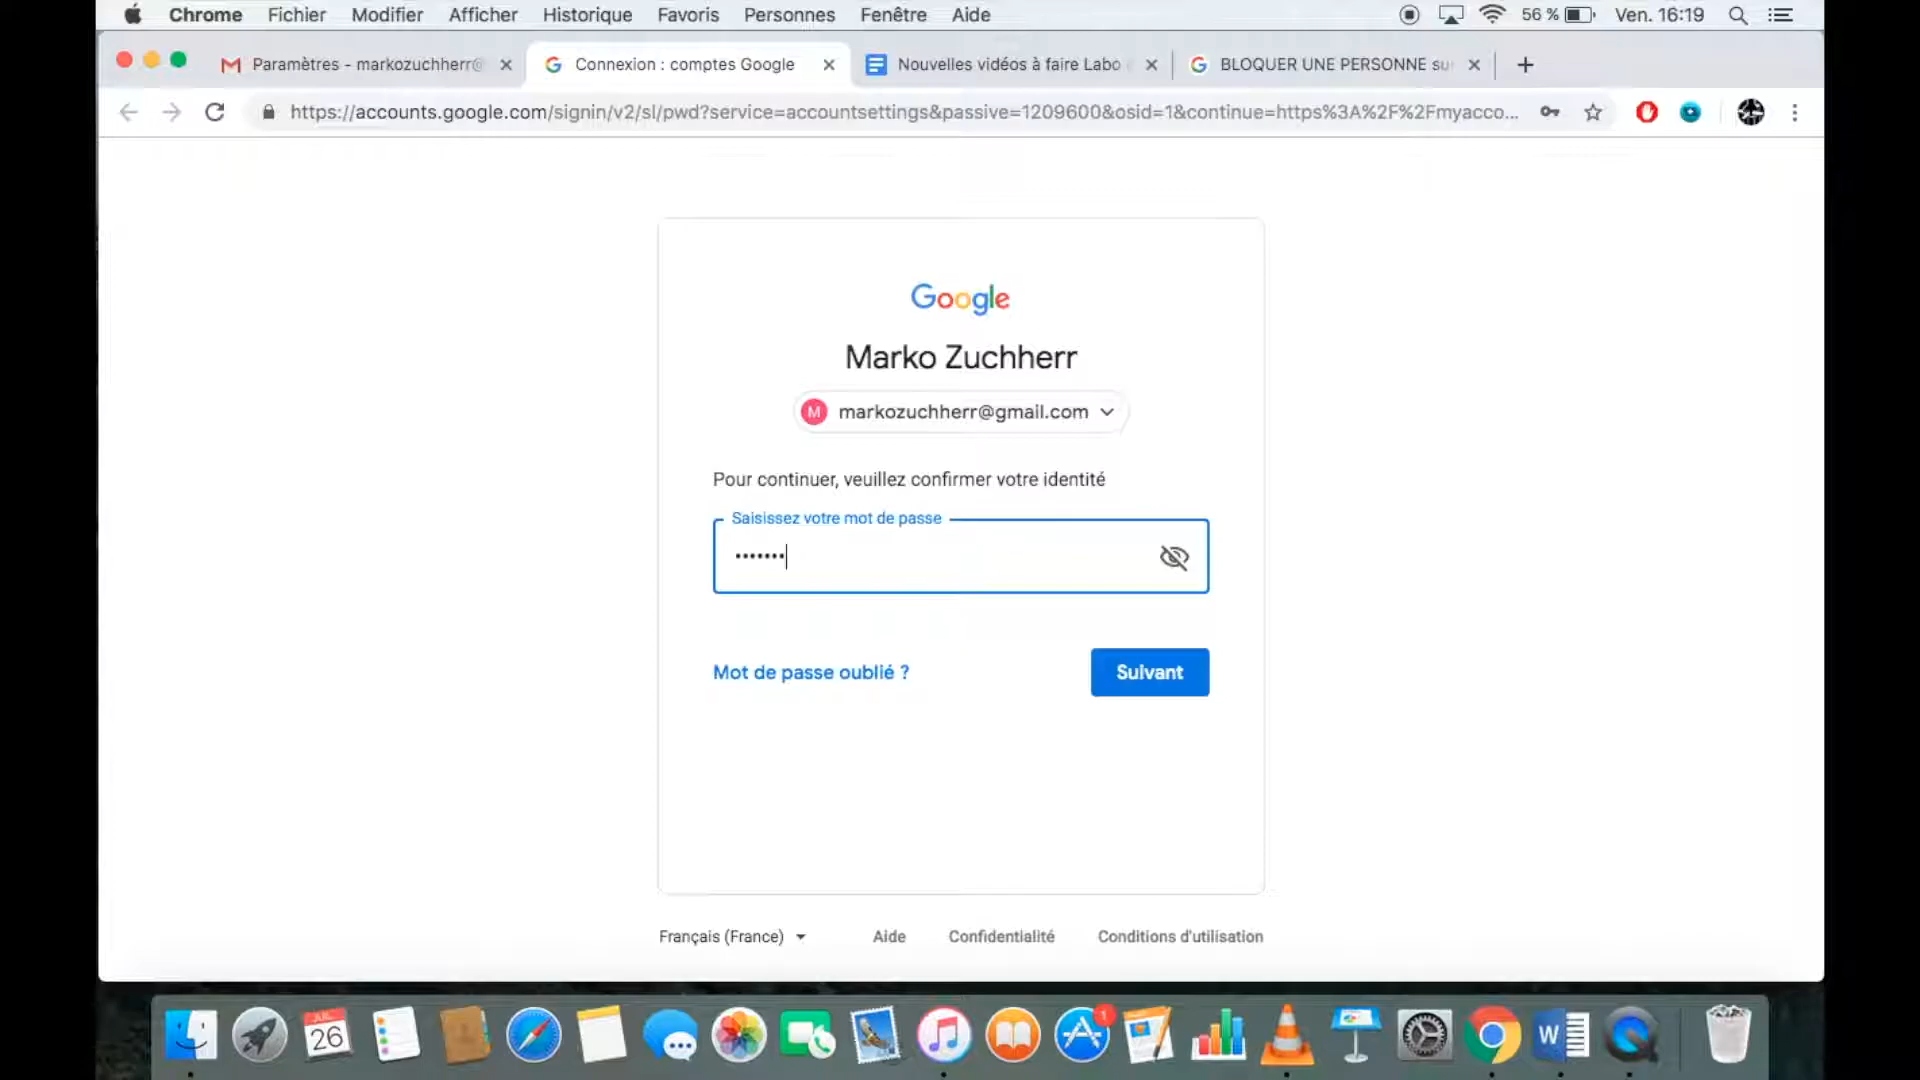 Chrome Fichier Modifier Afficher Historique Favoris Personnes Fenêtre Aide 56 % Ven. 16:19
Paramètres - markozuchherr@ Connexion : comptes Google Nouvelles vidéos à faire Labo BLOQUER UNE PERSONNE su
https://accounts.google.com/signin/v2/sl/pwd?service=accountsettings&passive=1209600&osid=1&continue=https%3A%2F%2Fmyacco...
Google
Marko Zuchherr
M markozuchherr@gmail.com
Pour continuer, veuillez confirmer votre identité
Saisissez votre mot de passe
•••••••
Mot de passe oublié ?
Suivant
Français (France) Aide Confidentialité Conditions d'utilisation
26
1
W